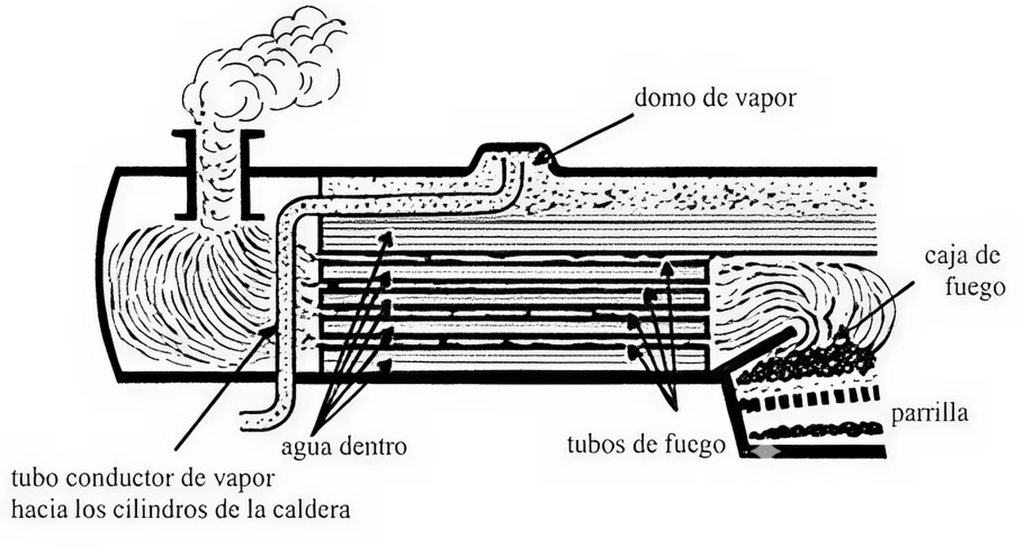 domo de vapor
caja de
fuego
parrilla
tubos de fuego
agua dentro
tubo conductor de vapor
hacia los cilindros de la caldera